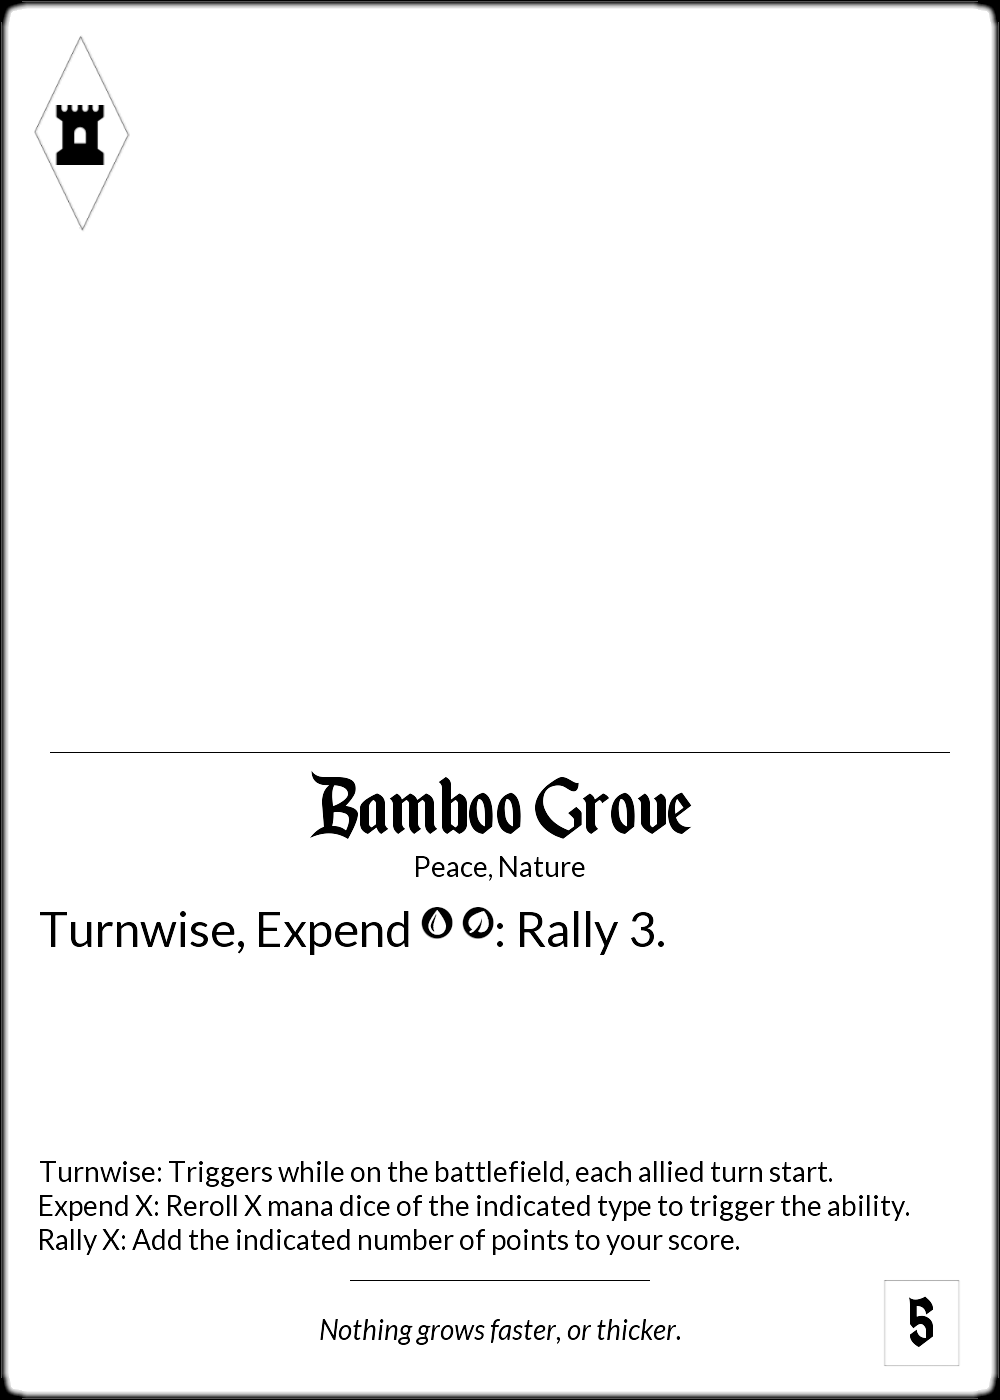 Bamboo Grove
Peace, Nature
Turnwise, Expend : Rally 3.
Turnwise: Triggers while on the battlefield, each allied turn start.
Expend X: Reroll X mana dice of the indicated type to trigger the ability.
Rally X: Add the indicated number of points to your score.
Nothing grows faster, or thicker.
5